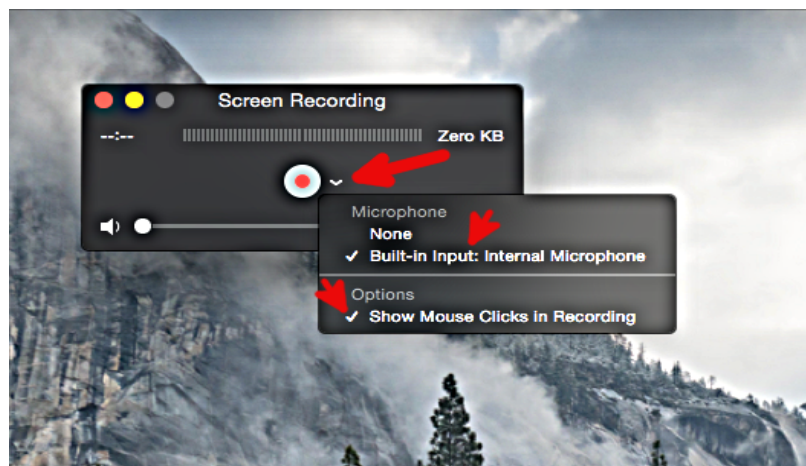 Screen Recording
--:-- Zero KB
Microphone
None
✓ Built-in Input: Internal Microphone
Options
✓ Show Mouse Clicks in Recording